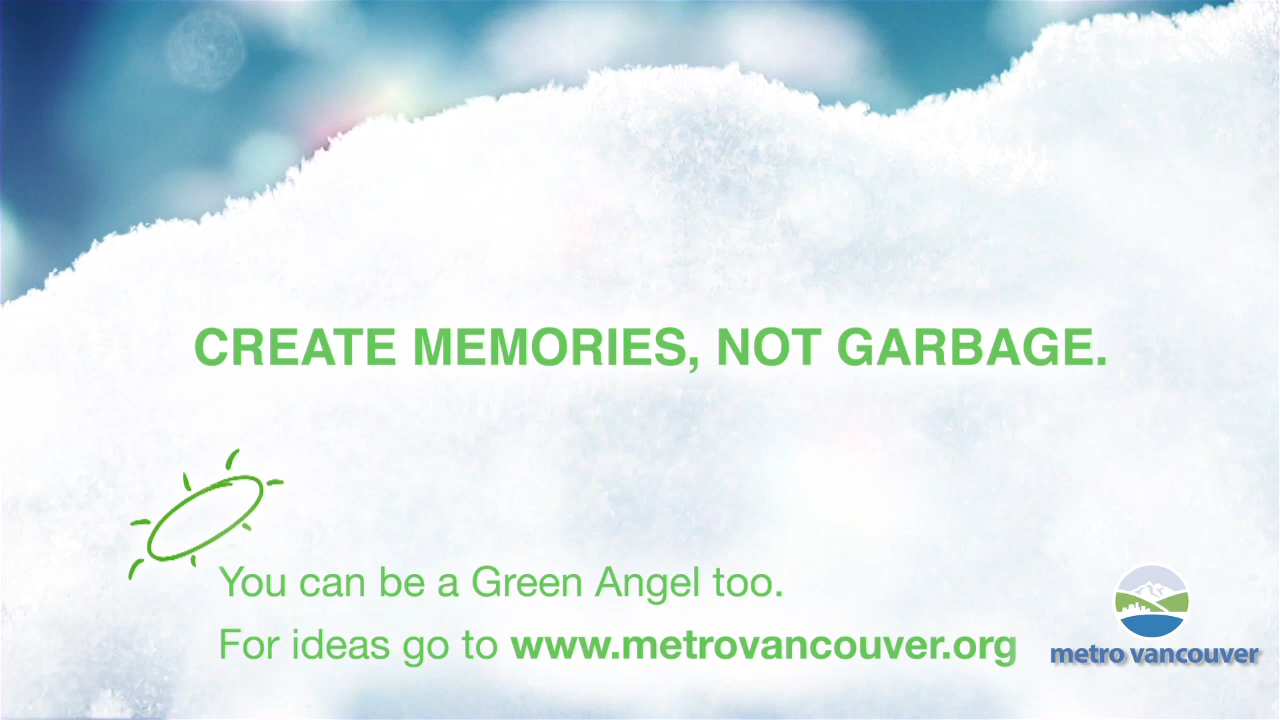 CREATE MEMORIES, NOT GARBAGE.
You can be a Green Angel too.
For ideas go to www.metrovancouver.org
metro vancouver